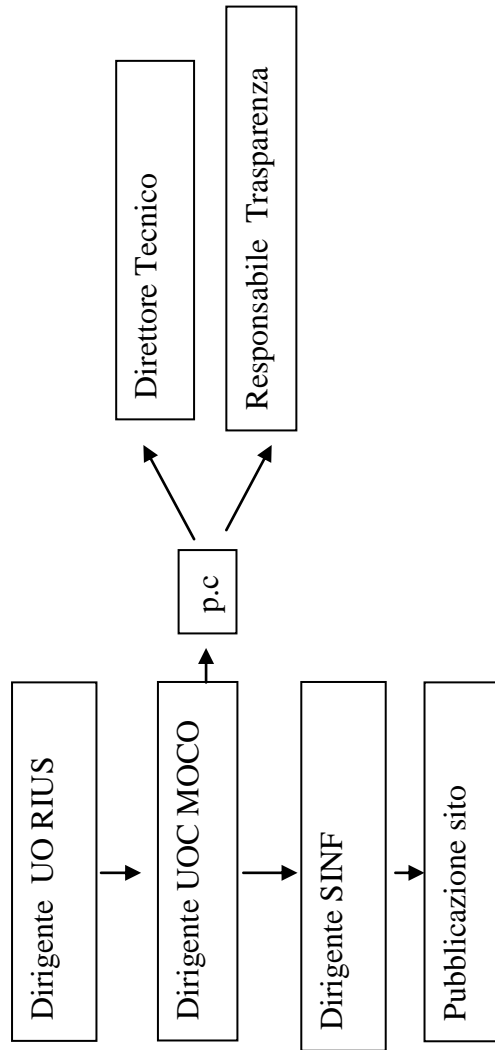 Dirigente UO RIUS
Dirigente UOC MOCO
p.c
Direttore Tecnico
Responsabile Trasparenza
Dirigente SINF
Pubblicazione sito